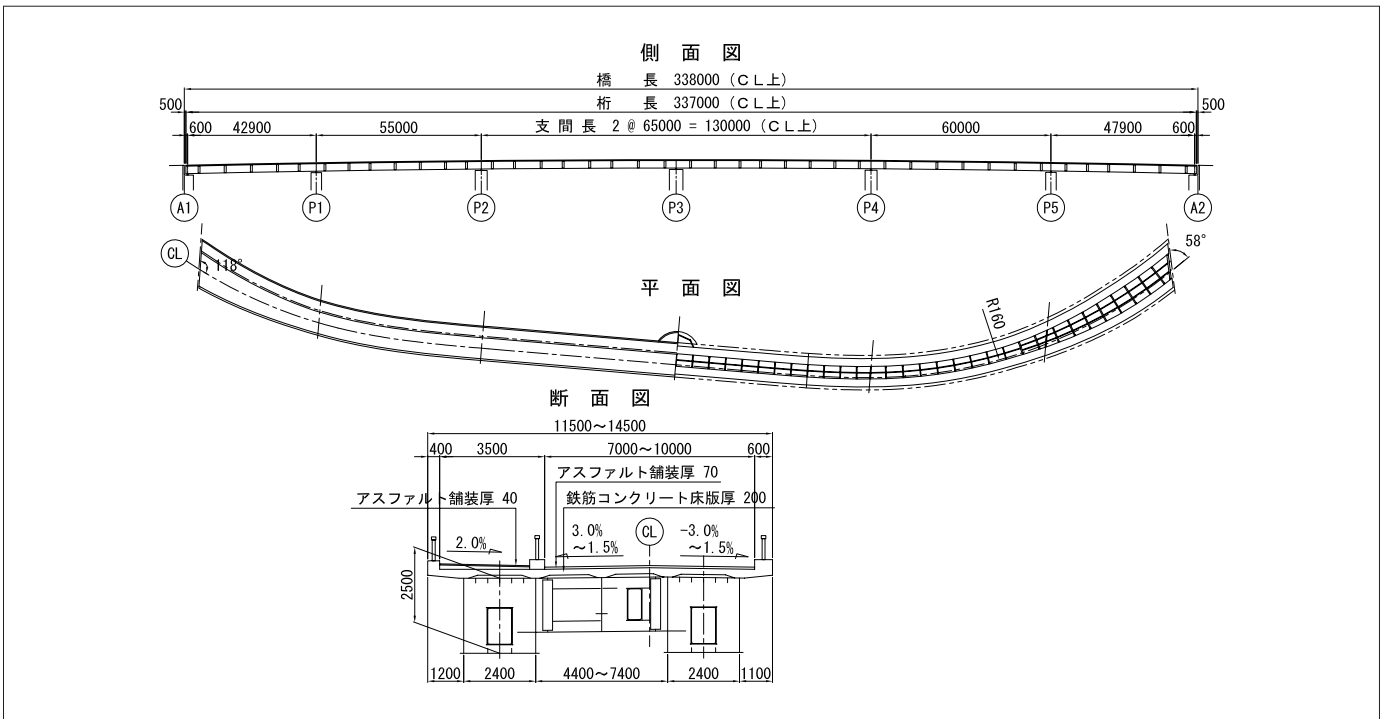 側面図
橋長 338000 (CL上)
500 桁長 337000 (CL上) 500
600 42900 55000 支間長 2 @ 65000 = 130000 (CL上) 60000 47900 600
A1 P1 P2 P3 P4 P5 A2
CL 118° 58°
平面図
R160
断面図
11500～14500
400 3500 7000～10000 600
アスファルト舗装厚 70
アスファルト舗装厚 40 鉄筋コンクリート床版厚 200
3.0% CL -3.0%
2.0% ～1.5% ～1.5%
2500
1200 2400 4400～7400 2400 1100